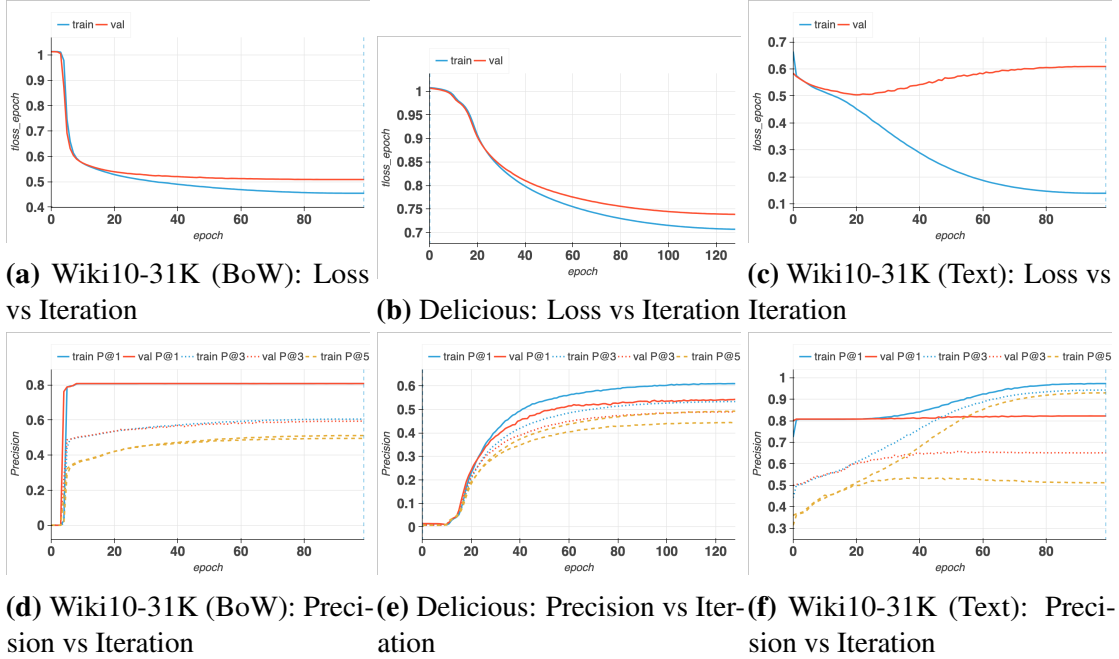 train val
1
0.9
0.8
0.7
0.6
0.5
0.4
0 20 40 60 80
tloss_epoch
epoch
(a) Wiki10-31K (BoW): Loss
vs Iteration
train val
1
0.95
0.9
0.85
0.8
0.75
0.7
0 20 40 60 80 100 120
tloss_epoch
epoch
(b) Delicious: Loss vs Iteration
train val
0.7
0.6
0.5
0.4
0.3
0.2
0.1
0 20 40 60 80
tloss_epoch
epoch
(c) Wiki10-31K (Text): Loss vs
Iteration
train P@1 val P@1 train P@3 val P@3 train P@5
0.8
0.6
0.4
0.2
0
0 20 40 60 80
Precision
epoch
(d) Wiki10-31K (BoW): Preci-
sion vs Iteration
train P@1 val P@1 train P@3 val P@3 train P@5
0.6
0.5
0.4
0.3
0.2
0.1
0
0 20 40 60 80 100 120
Precision
epoch
(e) Delicious: Precision vs Iter-
ation
train P@1 val P@1 train P@3 val P@3 train P@5
1
0.9
0.8
0.7
0.6
0.5
0.4
0.3
0 20 40 60 80
Precision
epoch
(f) Wiki10-31K (Text): Preci-
sion vs Iteration